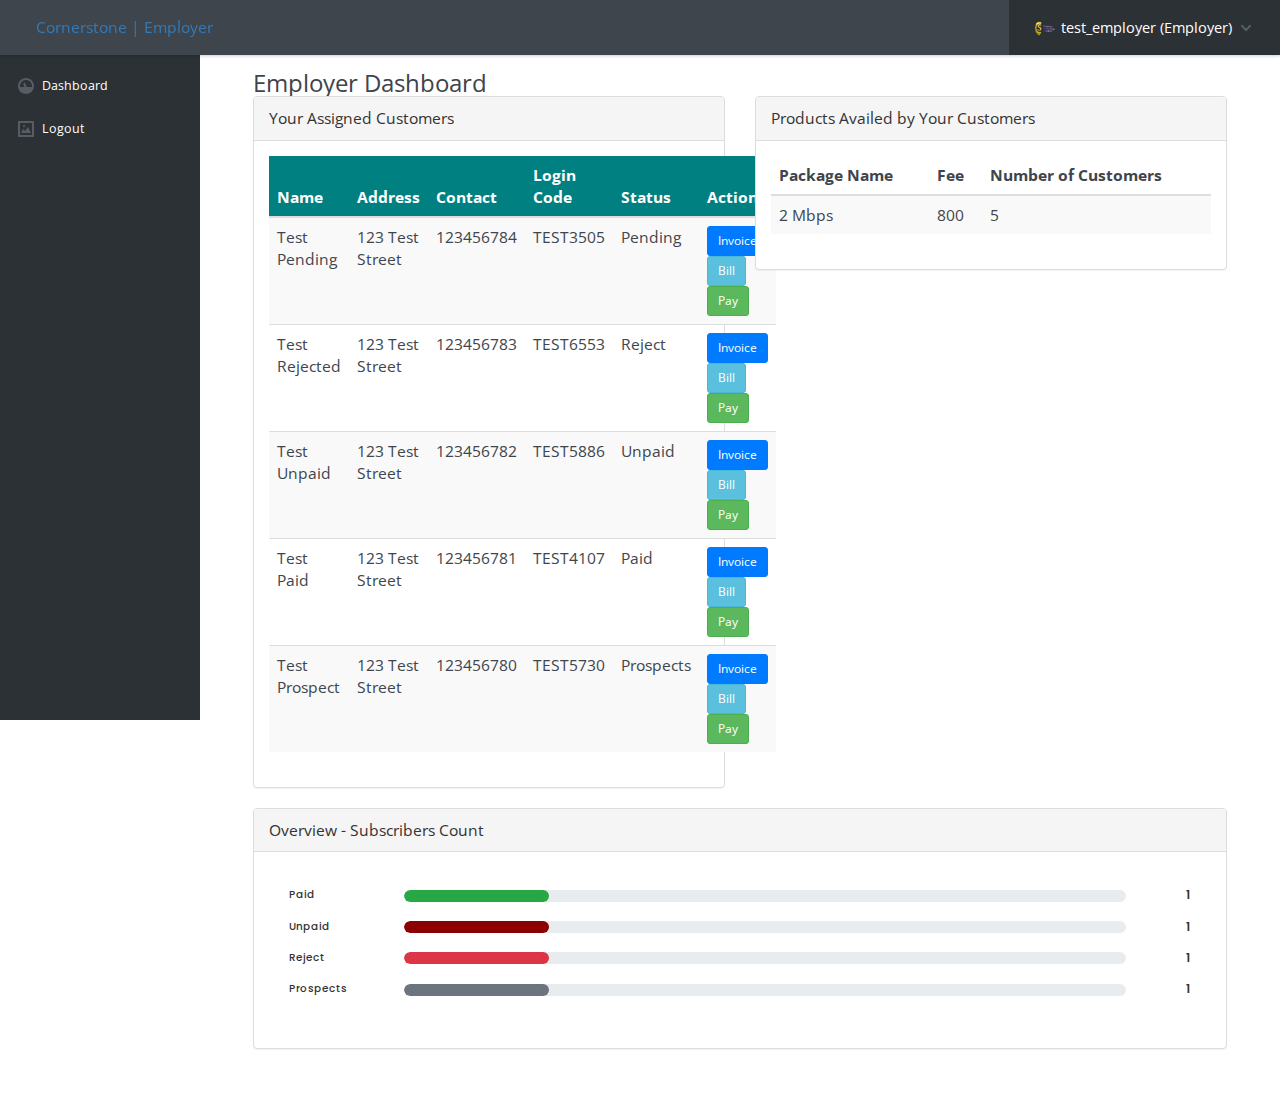 Cornerstone | Employer
test_employer (Employer)
Dashboard
Logout
Employer Dashboard
Your Assigned Customers
Name Address Contact Login Code Status Action
Test Pending 123 Test Street 123456784 TEST3505 Pending Invoice Bill Pay
Test Rejected 123 Test Street 123456783 TEST6553 Reject Invoice Bill Pay
Test Unpaid 123 Test Street 123456782 TEST5886 Unpaid Invoice Bill Pay
Test Paid 123 Test Street 123456781 TEST4107 Paid Invoice Bill Pay
Test Prospect 123 Test Street 123456780 TEST5730 Prospects Invoice Bill Pay
Products Availed by Your Customers
Package Name Fee Number of Customers
2 Mbps 800 5
Overview - Subscribers Count
Paid 1
Unpaid 1
Reject 1
Prospects 1